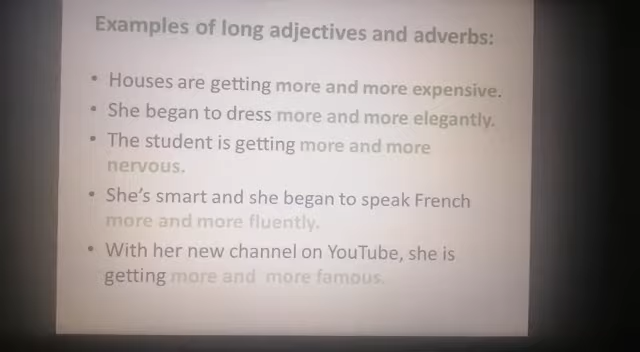 Examples of long adjectives and adverbs:
• Houses are getting more and more expensive.
• She began to dress more and more elegantly.
• The student is getting more and more
nervous.
• She's smart and she began to speak French
more and more fluently.
• With her new channel on YouTube, she is
getting more and more famous.